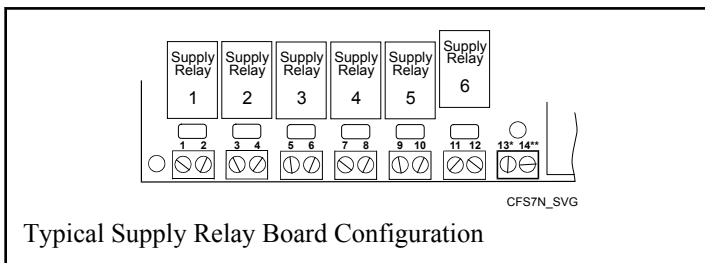 Supply Supply Supply Supply Supply Supply
Relay Relay Relay Relay Relay Relay
1 2 3 4 5 6
1 2 3 4 5 6 7 8 9 10 11 12 13* 14**
CFS7N_SVG
Typical Supply Relay Board Configuration